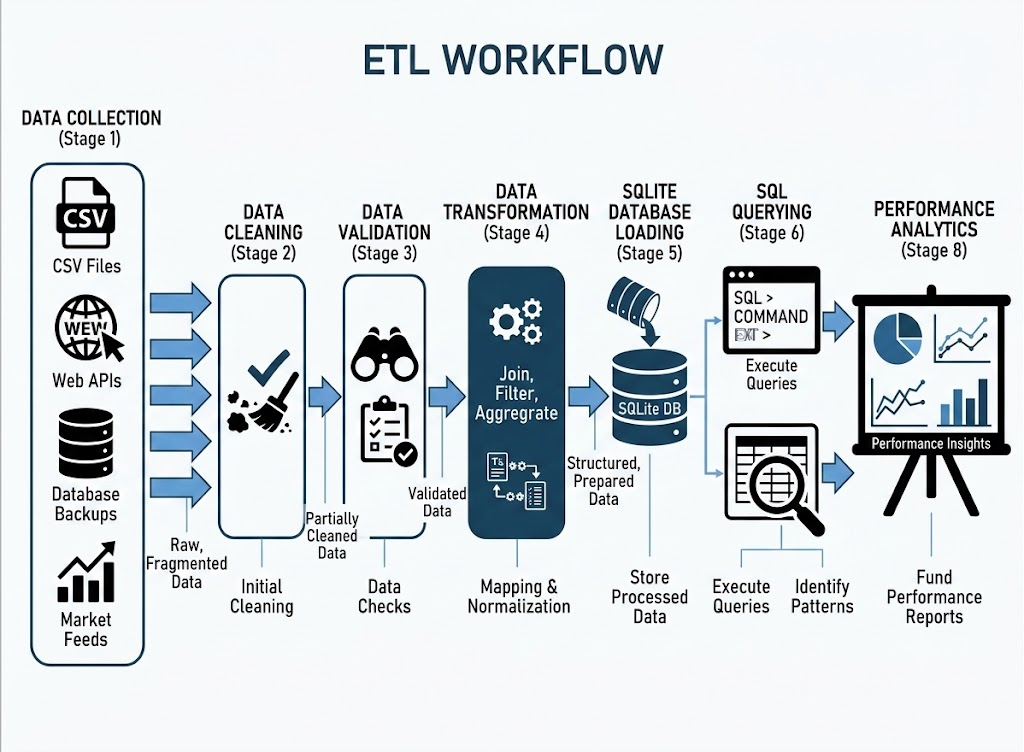 ETL WORKFLOW
DATA COLLECTION
(Stage 1)
CSV
CSV Files
WEW
Web APIs
Database
Backups
Market
Feeds
Raw,
Fragmented
Data
DATA
CLEANING
(Stage 2)
Initial
Cleaning
Partially
Cleaned
Data
DATA
VALIDATION
(Stage 3)
Data
Checks
Validated
Data
DATA
TRANSFORMATION
(Stage 4)
Join,
Filter,
Aggregrate
Mapping &
Normalization
Structured,
Prepared
Data
SQLITE
DATABASE
LOADING
(Stage 5)
SQLite DB
Store
Processed
Data
SQL
QUERYING
(Stage 6)
SQL >
COMMAND
>
Execute
Queries
Execute
Queries
Identify
Patterns
PERFORMANCE
ANALYTICS
(Stage 8)
Performance Insights
Fund
Performance
Reports